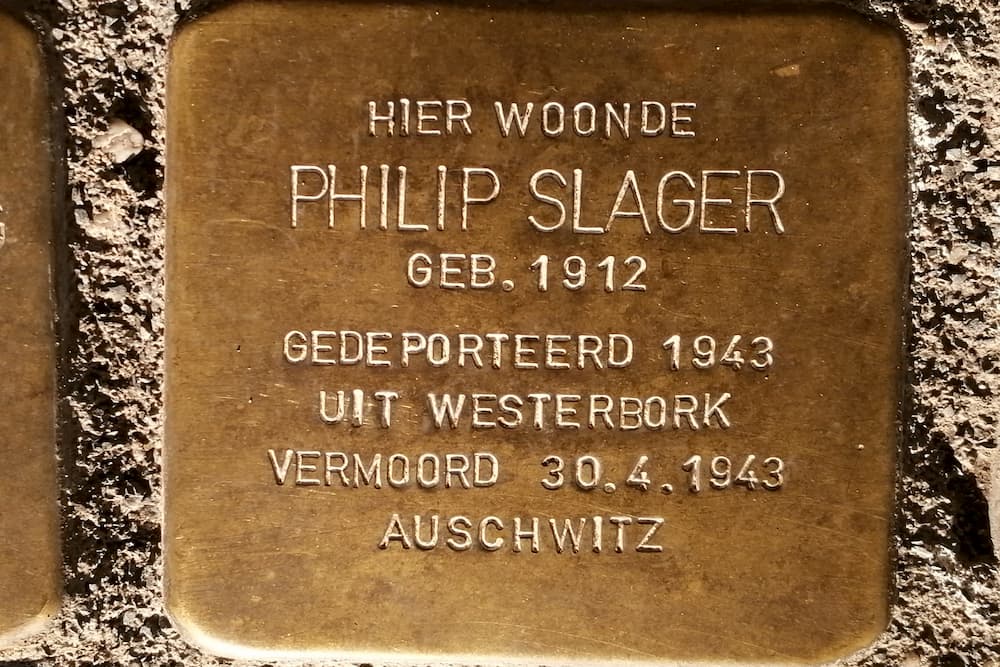 HIER WOONDE
PHILIP SLAGER
GEB. 1912
GEDEPORTEERD 1943
UIT WESTERBORK
VERMOORD 30.4.1943
AUSCHWITZ